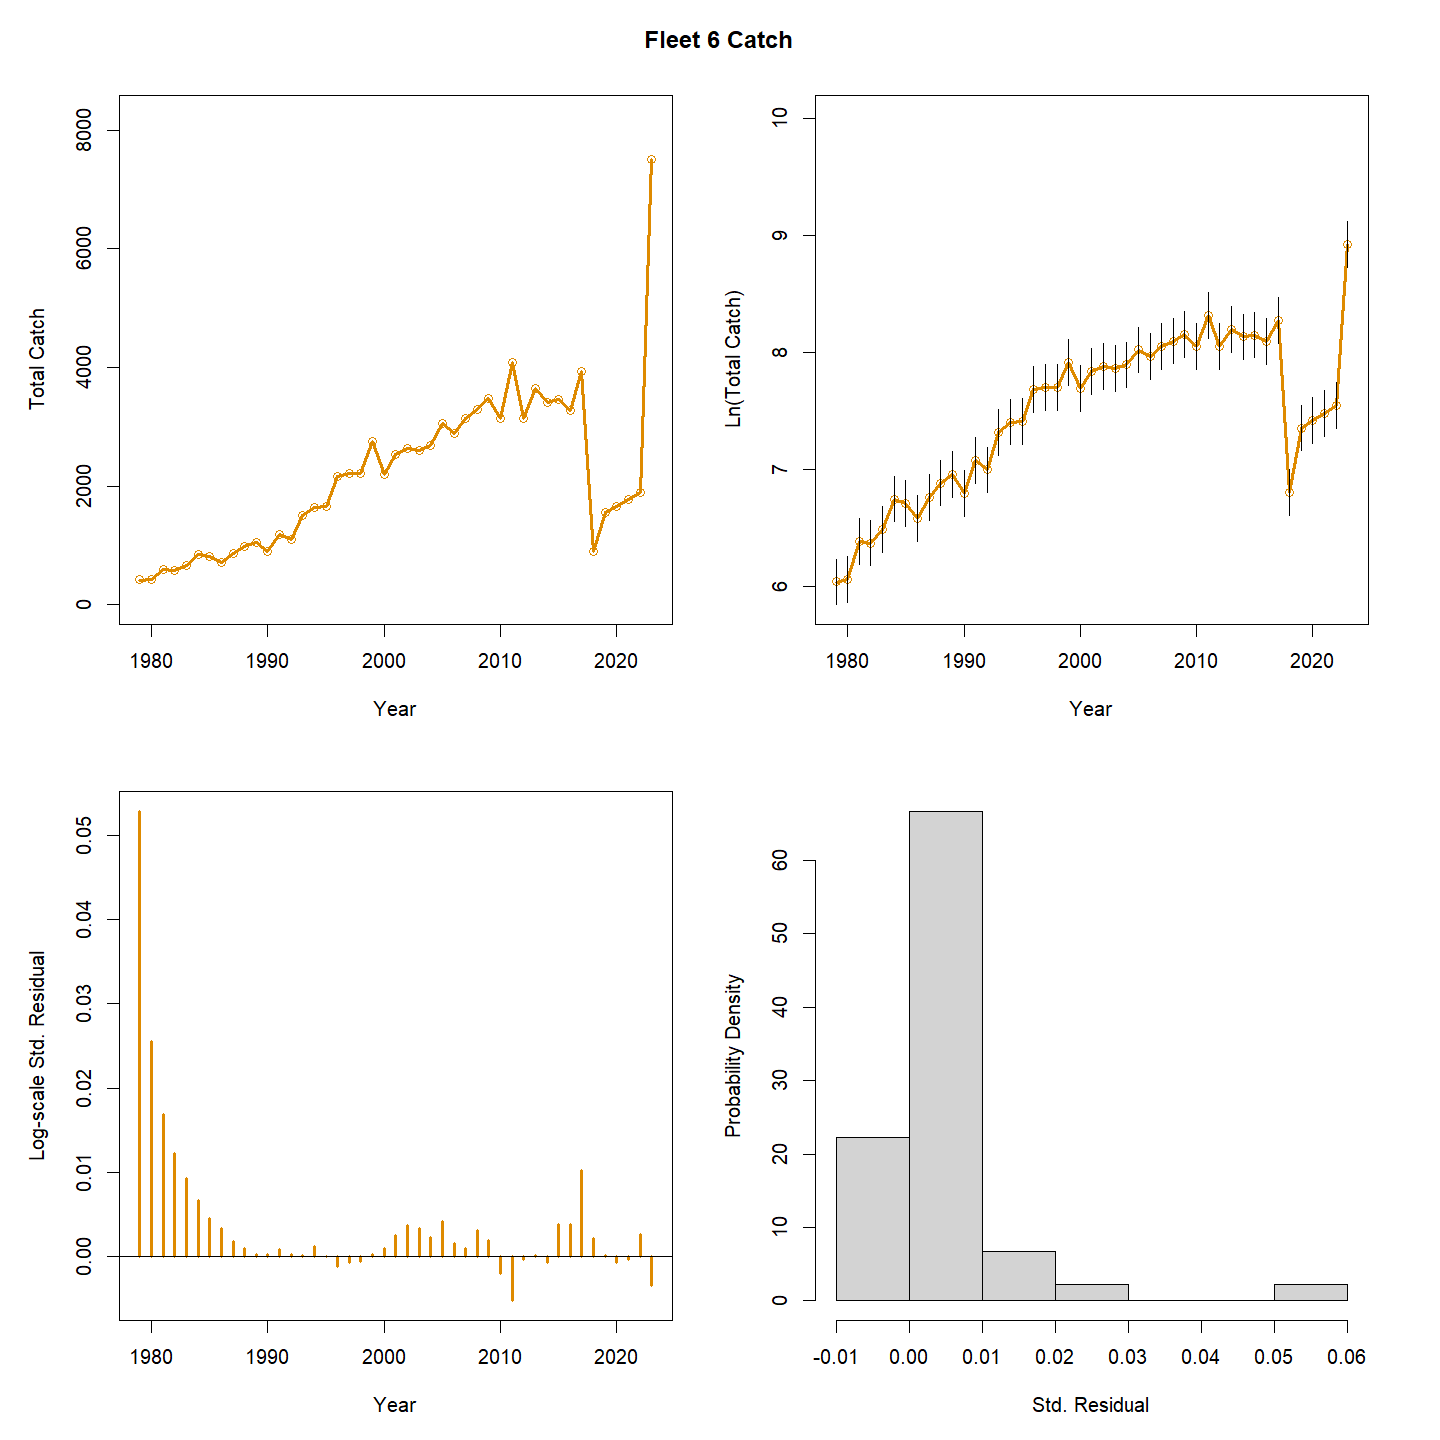 Fleet 6 Catch
Total Catch
0
2000
4000
6000
8000
1980 1990 2000 2010 2020
Year
Ln(Total Catch)
6
7
8
9
10
1980 1990 2000 2010 2020
Year
Log-scale Std. Residual
0.00
0.01
0.02
0.03
0.04
0.05
1980 1990 2000 2010 2020
Year
Probability Density
0
10
20
30
40
50
60
-0.01 0.00 0.01 0.02 0.03 0.04 0.05 0.06
Std. Residual